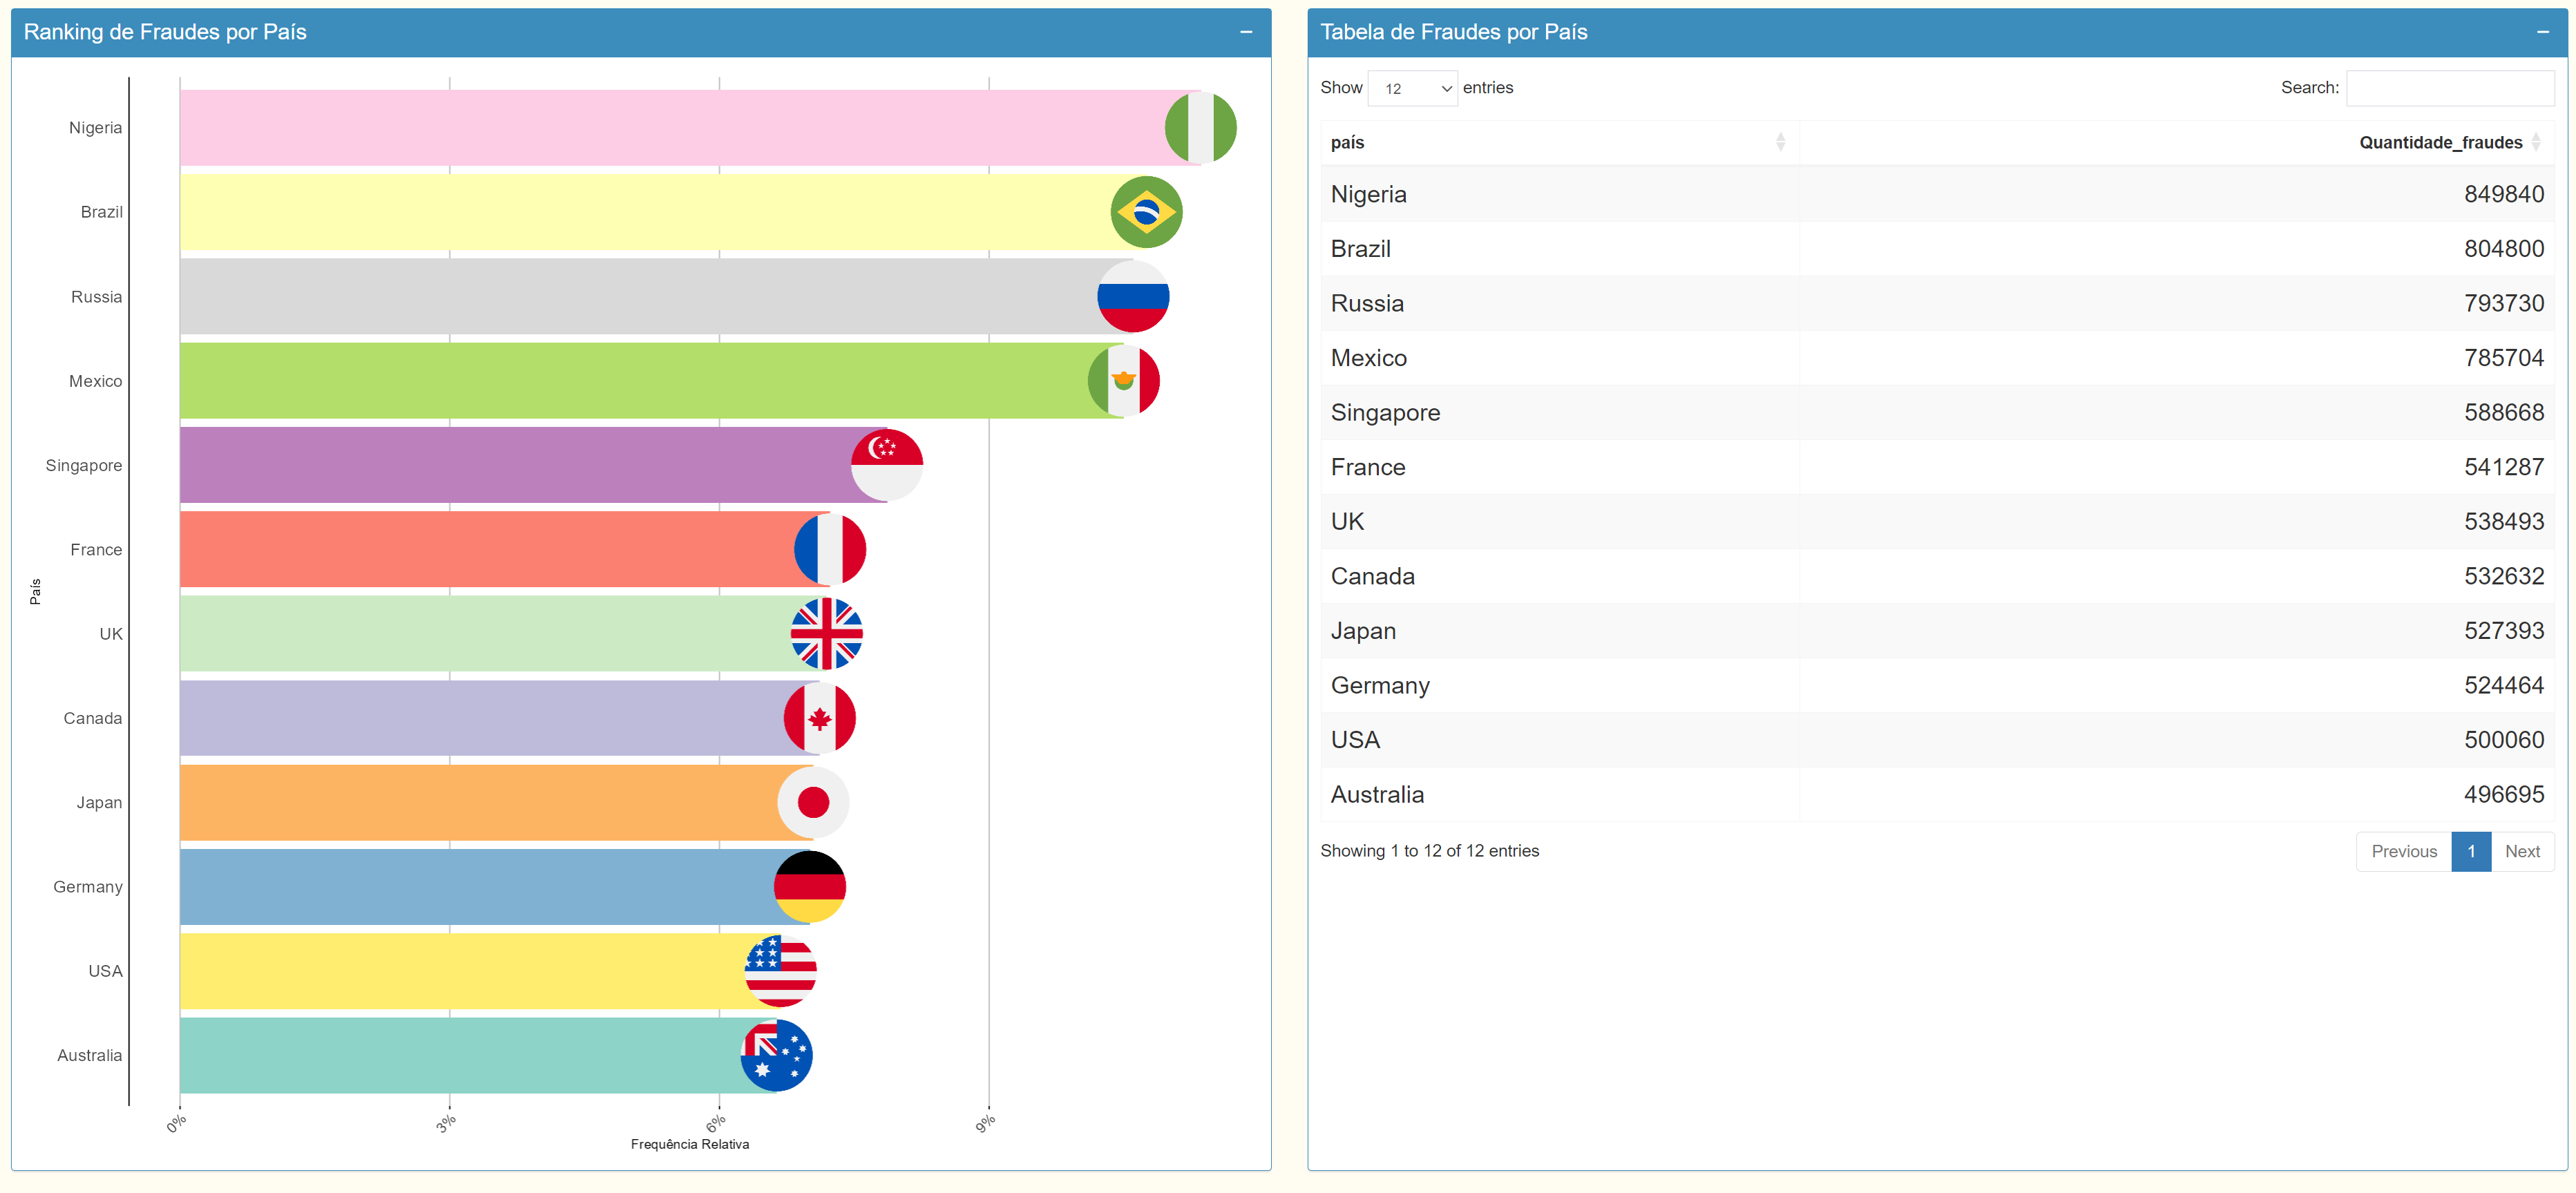 Ranking de Fraudes por País
Nigeria
Brazil
Russia
Mexico
Singapore
France
UK
Canada
Japan
Germany
USA
Australia
País
0%
3%
6%
9%
Frequência Relativa
Tabela de Fraudes por País
Show 12 entries
Search:
país Quantidade_fraudes
Nigeria 849840
Brazil 804800
Russia 793730
Mexico 785704
Singapore 588668
France 541287
UK 538493
Canada 532632
Japan 527393
Germany 524464
USA 500060
Australia 496695
Showing 1 to 12 of 12 entries
Previous 1 Next